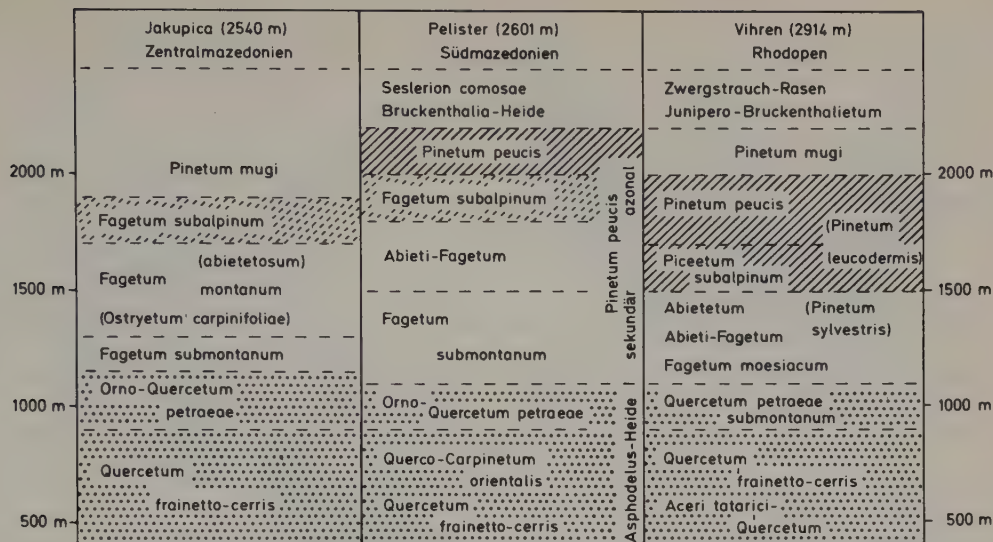 Jakupica (2540 m)
Zentralmazedonien
Pinetum mugi
Fagetum subalpinum
(abietetosum)
Fagetum montanum
(Ostryetum carpinifoliae)
Fagetum submontanum
Orno-Quercetum
petraeae
Quercetum
frainetto-cerris
2000 m
1500 m
1000 m
500 m
Pelister (2601 m)
Südmazedonien
Seslerion comosae
Bruckenthalia-Heide
Pinetum peucis
Fagetum subalpinum
Abieti-Fagetum
Fagetum
submontanum
Orno-
Quercetum petraeae
Querco-Carpinetum
orientalis
Quercetum
frainetto-cerris
Pinetum peucis
sekundär azonal
Asphodelus-Heide
Vihren (2914 m)
Rhodopen
Zwergstrauch-Rasen
Junipero-Bruckenthalietum
Pinetum mugi
Pinetum peucis
(Pinetum
leucodermis)
Piceetum
subalpinum
Abietetum
(Pinetum
sylvestris)
Abieti-Fagetum
Fagetum moesiacum
Quercetum petraeae
submontanum
Quercetum
frainetto-cerris
Aceri tatarici-
Quercetum
2000 m
1500 m
1000 m
500 m